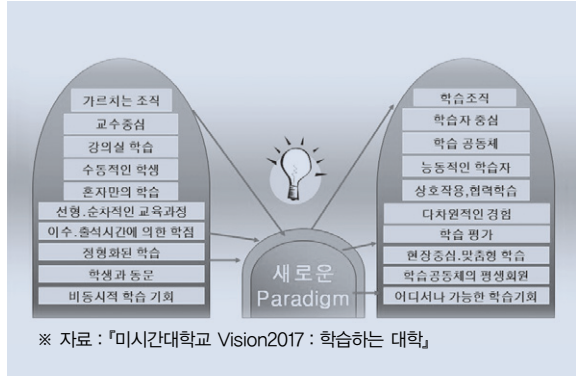 가르치는 조직
교수중심
강의실 학습
수동적인 학생
혼자만의 학습
선형.순차적인 교육과정
이수.출석시간에 의한 학점
정형화된 학습
학생과 동문
비동시적 학습 기회
새로운
Paradigm
학습조직
학습자 중심
학습 공동체
능동적인 학습자
상호작용,협력학습
다차원적인 경험
학습 평가
현장중심.맞춤형 학습
학습공동체의 평생회원
어디서나 가능한 학습기회
※ 자료 : 『미시간대학교 Vision2017 : 학습하는 대학』